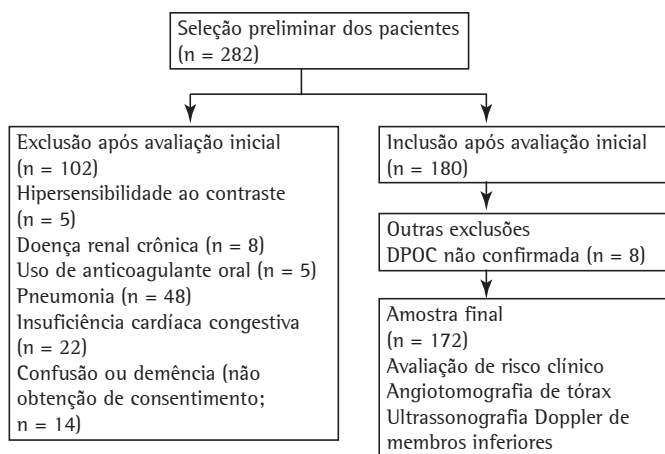 Seleção preliminar dos pacientes
(n = 282)
Exclusão após avaliação inicial
(n = 102)
Hipersensibilidade ao contraste
(n = 5)
Doença renal crônica (n = 8)
Uso de anticoagulante oral (n = 5)
Pneumonia (n = 48)
Insuficiência cardíaca congestiva
(n = 22)
Confusão ou demência (não
obtenção de consentimento;
n = 14)
Inclusão após avaliação inicial
(n = 180)
Outras exclusões
DPOC não confirmada (n = 8)
Amostra final
(n = 172)
Avaliação de risco clínico
Angiotomografia de tórax
Ultrassonografia Doppler de
membros inferiores